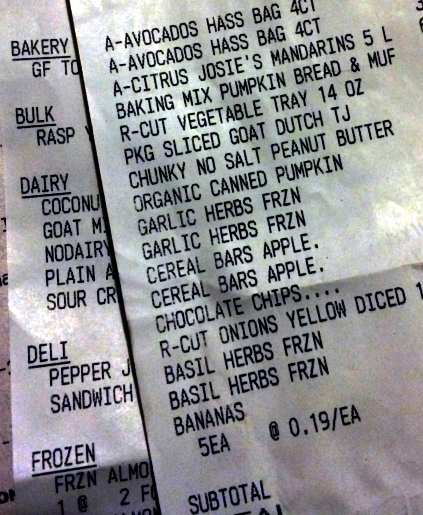 BAKERY
GF
BULK
RASP
DAIRY
GOAT
PLAIN
SOUR
DELI
PEPPER
SANDWICH
FROZEN
FRZN
1 @ 2
A-AVOCADOS HASS BAG 4CT
A-AVOCADOS HASS BAG 4CT
A-CITRUS JOSIE'S MANDARINS 5 L
BAKING MIX PUMPKIN BREAD & MUF
R-CUT VEGETABLE TRAY 14 OZ
PKG SLICED GOAT DUTCH TJ
CHUNKY NO SALT PEANUT BUTTER
ORGANIC CANNED PUMPKIN
GARLIC HERBS FRZN
GARLIC HERBS FRZN
CEREAL BARS APPLE.
CEREAL BARS APPLE.
CHOCOLATE CHIPS....
R-CUT ONIONS YELLOW DICED 1
BASIL HERBS FRZN
BASIL HERBS FRZN
BANANAS
5EA @ 0.19/EA
SUBTOTAL